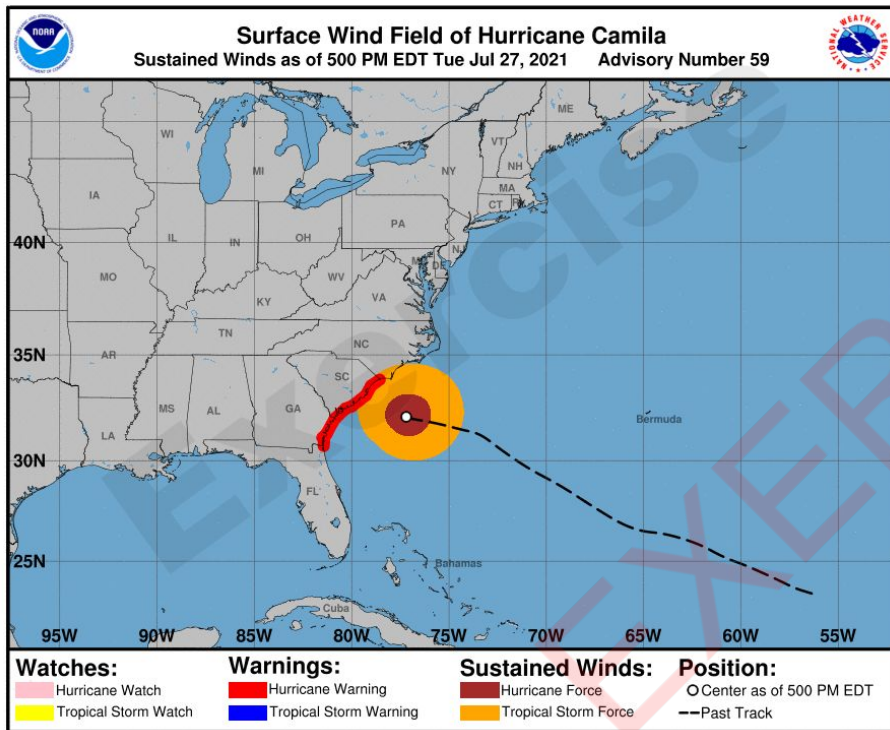 Surface Wind Field of Hurricane Camila
Sustained Winds as of 500 PM EDT Tue Jul 27, 2021 Advisory Number 59
NOAA
NATIONAL WEATHER SERVICE
ME
WI
VT
NH
MI
NY
MA
CT
IA
PA
40N
IL
IN
OH
DE
MO
WV
VA
KY
TN
NC
35N
AR
SC
MS
AL
GA
Bermuda
LA
30N
FL
25N
Bahamas
Cuba
95W 90W 85W 80W 75W 70W 65W 60W 55W
Exercise
EXER
Watches: Warnings: Sustained Winds: Position:
Hurricane Watch Hurricane Warning Hurricane Force Center as of 500 PM EDT
Tropical Storm Watch Tropical Storm Warning Tropical Storm Force Past Track